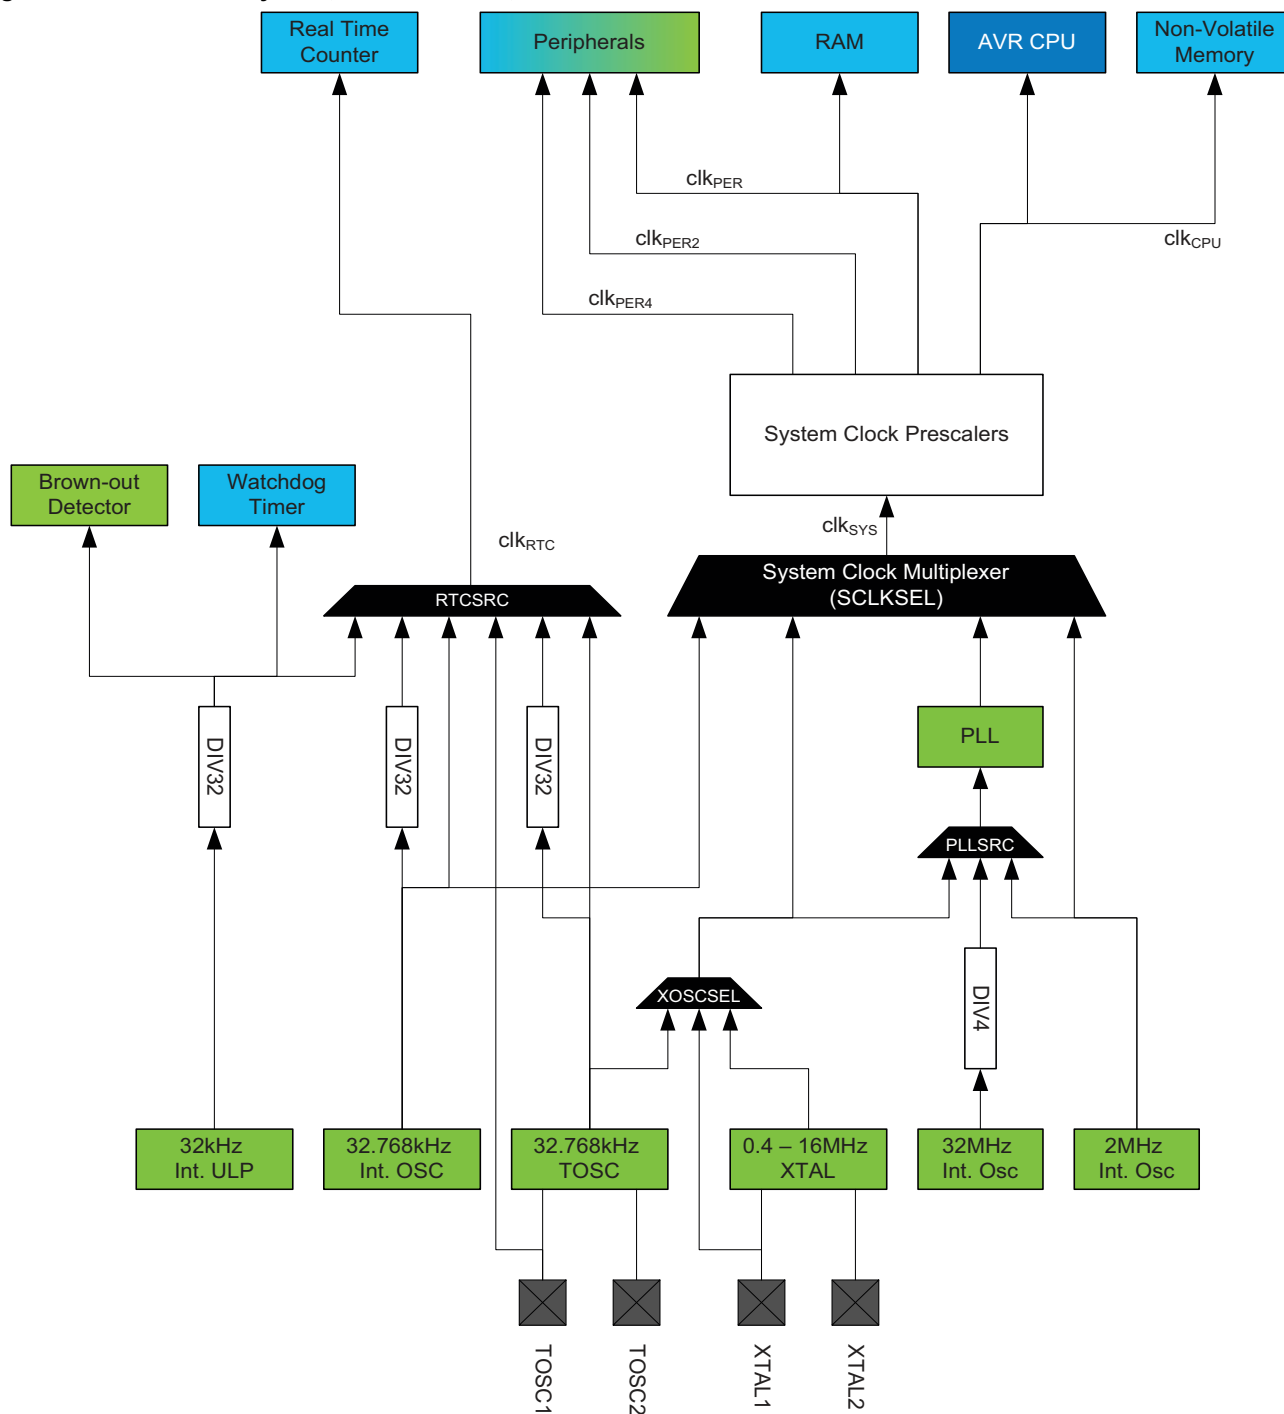 Real Time
Counter
Peripherals
RAM
AVR CPU
Non-Volatile
Memory
clkPER
clkPER2
clkCPU
clkPER4
System Clock Prescalers
Brown-out
Detector
Watchdog
Timer
clkSYS
clkRTC
System Clock Multiplexer
(SCLKSEL)
RTCSRC
DIV32
DIV32
DIV32
PLL
PLLSRC
XOSCSEL
DIV4
32kHz
Int. ULP
32.768kHz
Int. OSC
32.768kHz
TOSC
0.4 – 16MHz
XTAL
32MHz
Int. Osc
2MHz
Int. Osc
TOSC1
TOSC2
XTAL1
XTAL2